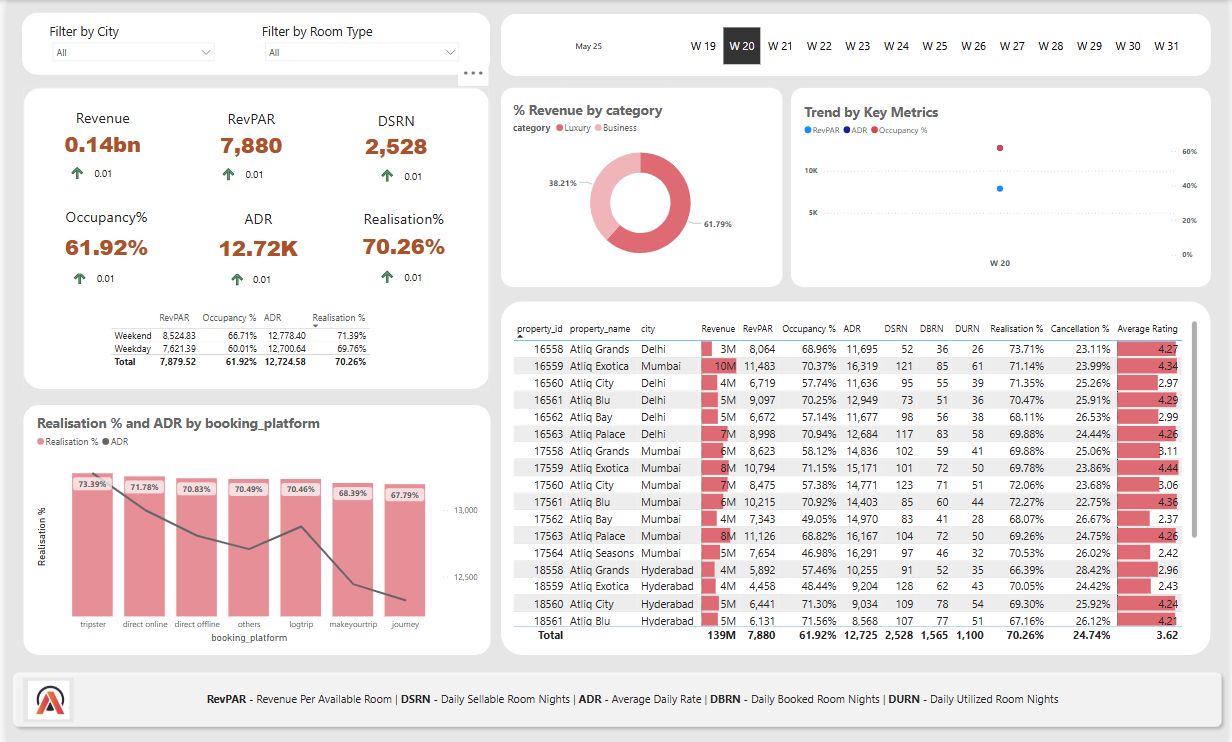 Filter by City
All
Filter by Room Type
All
May 25
W 19 W 20 W 21 W 22 W 23 W 24 W 25 W 26 W 27 W 28 W 29 W 30 W 31
Revenue
0.14bn
0.01
RevPAR
7,880
0.01
DSRN
2,528
0.01
Occupancy%
61.92%
0.01
ADR
12.72K
0.01
Realisation%
70.26%
0.01
RevPAR Occupancy % ADR Realisation %
Weekend 8,524.83 66.71% 12,778.40 71.39%
Weekday 7,621.39 60.01% 12,700.64 69.76%
Total 7,879.52 61.92% 12,724.58 70.26%
% Revenue by category
category Luxury Business
38.21%
61.79%
Trend by Key Metrics
RevPAR ADR Occupancy %
10K
5K
60%
40%
20%
0%
W 20
Realisation % and ADR by booking_platform
Realisation % ADR
Realisation %
73.39% 71.78% 70.83% 70.49% 70.46% 68.39% 67.79%
13,000
12,500
tripster direct online direct offline others logtrip makeyourtrip journey
booking_platform
property_id property_name city Revenue RevPAR Occupancy % ADR DSRN DBRN DURN Realisation % Cancellation % Average Rating
16558 Atliq Grands Delhi 3M 8,064 68.96% 11,695 52 36 26 73.71% 23.11% 4.27
16559 Atliq Exotica Mumbai 10M 11,483 70.37% 16,319 121 85 61 71.14% 23.99% 4.34
16560 Atliq City Delhi 4M 6,719 57.74% 11,636 95 55 39 71.35% 25.26% 2.97
16561 Atliq Blu Delhi 5M 9,097 70.25% 12,949 73 51 36 70.47% 25.91% 4.29
16562 Atliq Bay Delhi 5M 6,672 57.14% 11,677 98 56 38 68.11% 26.53% 2.99
16563 Atliq Palace Delhi 7M 8,998 70.94% 12,684 117 83 58 69.88% 24.44% 4.26
17558 Atliq Grands Mumbai 6M 8,623 58.12% 14,836 102 59 41 69.88% 25.06% 3.11
17559 Atliq Exotica Mumbai 8M 10,794 71.15% 15,171 101 72 50 69.78% 23.86% 4.44
17560 Atliq City Mumbai 7M 8,475 57.38% 14,771 123 71 51 72.06% 23.68% 3.06
17561 Atliq Blu Mumbai 6M 10,215 70.92% 14,403 85 60 44 72.27% 22.75% 4.36
17562 Atliq Bay Mumbai 4M 7,343 49.05% 14,970 83 41 28 68.07% 26.67% 2.37
17563 Atliq Palace Mumbai 8M 11,126 68.82% 16,167 104 72 50 69.26% 24.75% 4.26
17564 Atliq Seasons Mumbai 5M 7,654 46.98% 16,291 97 46 32 70.53% 26.02% 2.42
18558 Atliq Grands Hyderabad 4M 5,892 57.46% 10,255 91 52 35 66.39% 28.42% 2.96
18559 Atliq Exotica Hyderabad 4M 4,458 48.44% 9,204 128 62 43 70.05% 24.42% 2.43
18560 Atliq City Hyderabad 5M 6,441 71.30% 9,034 109 78 54 69.30% 25.92% 4.24
18561 Atliq Blu Hyderabad 5M 6,131 71.56% 8,568 107 77 51 67.16% 26.12% 4.21
Total 139M 7,880 61.92% 12,725 2,528 1,565 1,100 70.26% 24.74% 3.62
RevPAR - Revenue Per Available Room | DSRN - Daily Sellable Room Nights | ADR - Average Daily Rate | DBRN - Daily Booked Room Nights | DURN - Daily Utilized Room Nights